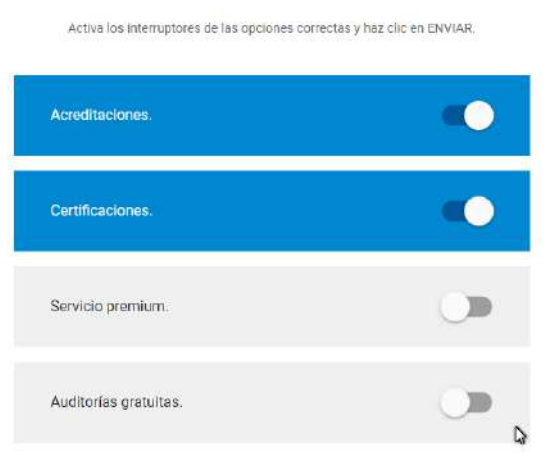 Activa los interruptores de las opciones correctas y haz clic en ENVIAR.
Acreditaciones.
Certificaciones.
Servicio premium.
Auditorías gratuitas.